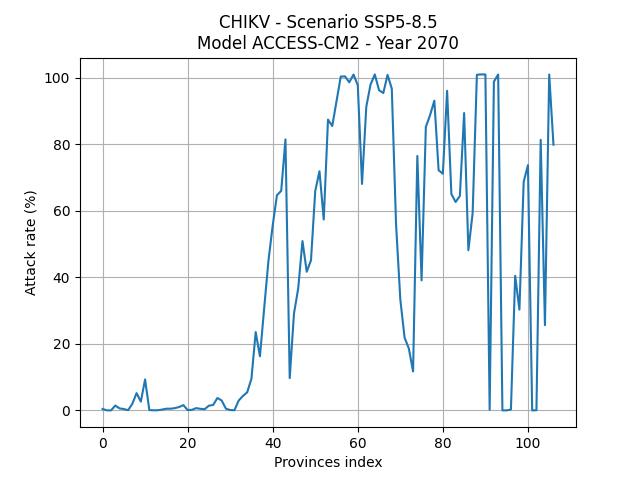 CHIKV - Scenario SSP5-8.5
Model ACCESS-CM2 - Year 2070
Attack rate (%)
100
80
60
40
20
0
0 20 40 60 80 100
Provinces index